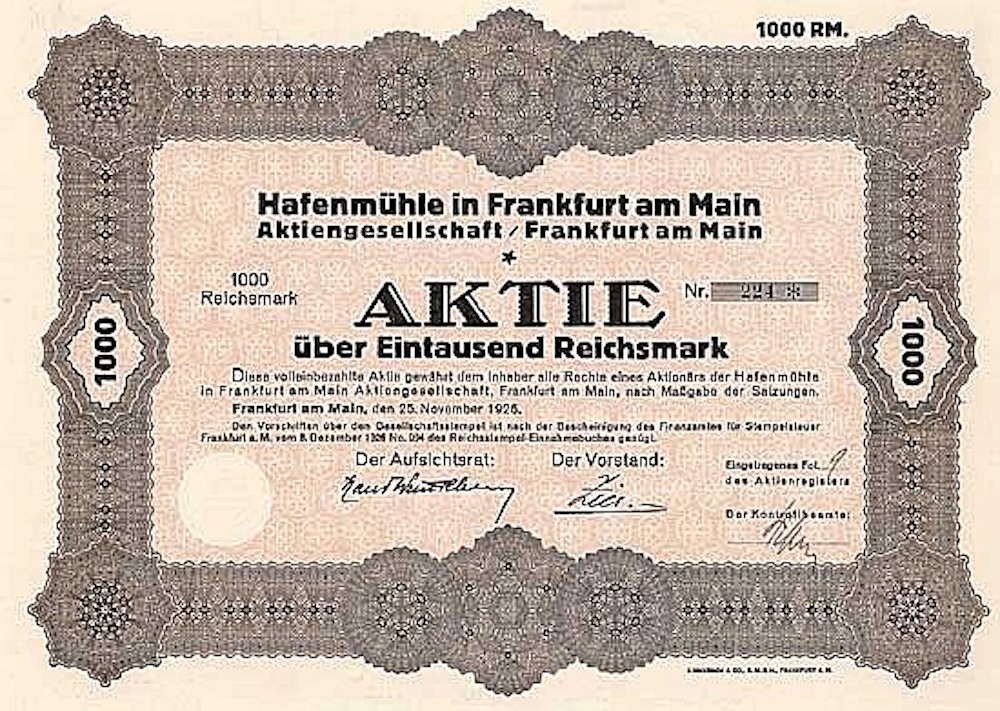 1000 RM.
Hafenmühle in Frankfurt am Main
Aktiengesellschaft / Frankfurt am Main
1000
Reichsmark
AKTIE
Nr. 224 *
über Eintausend Reichsmark
Diese volleinbezahlte Aktie gewährt dem Inhaber alle Rechte eines Aktionärs der Hafenmühle
in Frankfurt am Main Aktiengesellschaft, Frankfurt am Main, nach Maßgabe der Satzungen.
Frankfurt am Main, den 25. November 1926.
Den Vorschriften über den Gesellschaftsstempel ist nach der Bescheinigung des Finanzamtes für Stempelsteuer
Frankfurt a. M. vom 8. Dezember 1926 No. des Reichsstempel-Einnahmebuches genügt.
Der Aufsichtsrat:
Der Vorstand:
Eingetragenes Fol. 9
des Aktienregisters
Der Kontrollbeamte:
1000
1000
& CO., G.M.B.H., FRANKFURT A. M.